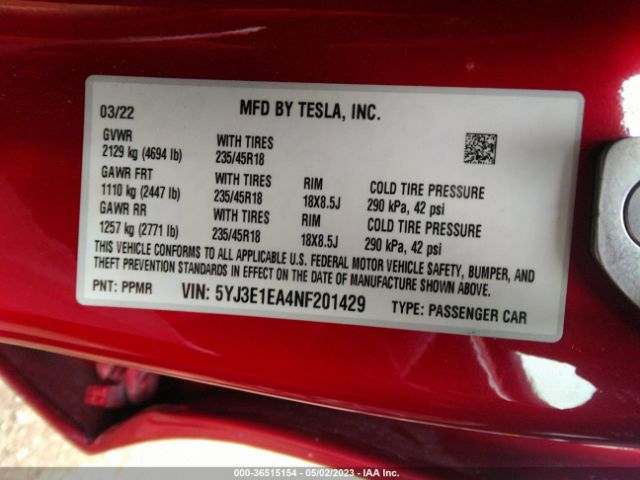 03/22 MFD BY TESLA, INC.
GVWR WITH TIRES
2129 kg (4694 lb) 235/45R18
GAWR FRT WITH TIRES RIM COLD TIRE PRESSURE
1110 kg (2447 lb) 235/45R18 18X8.5J 290 kPa, 42 psi
GAWR RR WITH TIRES RIM COLD TIRE PRESSURE
1257 kg (2771 lb) 235/45R18 18X8.5J 290 kPa, 42 psi
THIS VEHICLE CONFORMS TO ALL APPLICABLE U.S. FEDERAL MOTOR VEHICLE SAFETY, BUMPER, AND
THEFT PREVENTION STANDARDS IN EFFECT ON THE DATE OF MANUFACTURE SHOWN ABOVE.
PNT: PPMR VIN: 5YJ3E1EA4NF201429 TYPE: PASSENGER CAR
000-36515154 - 05/02/2023 - IAA Inc.